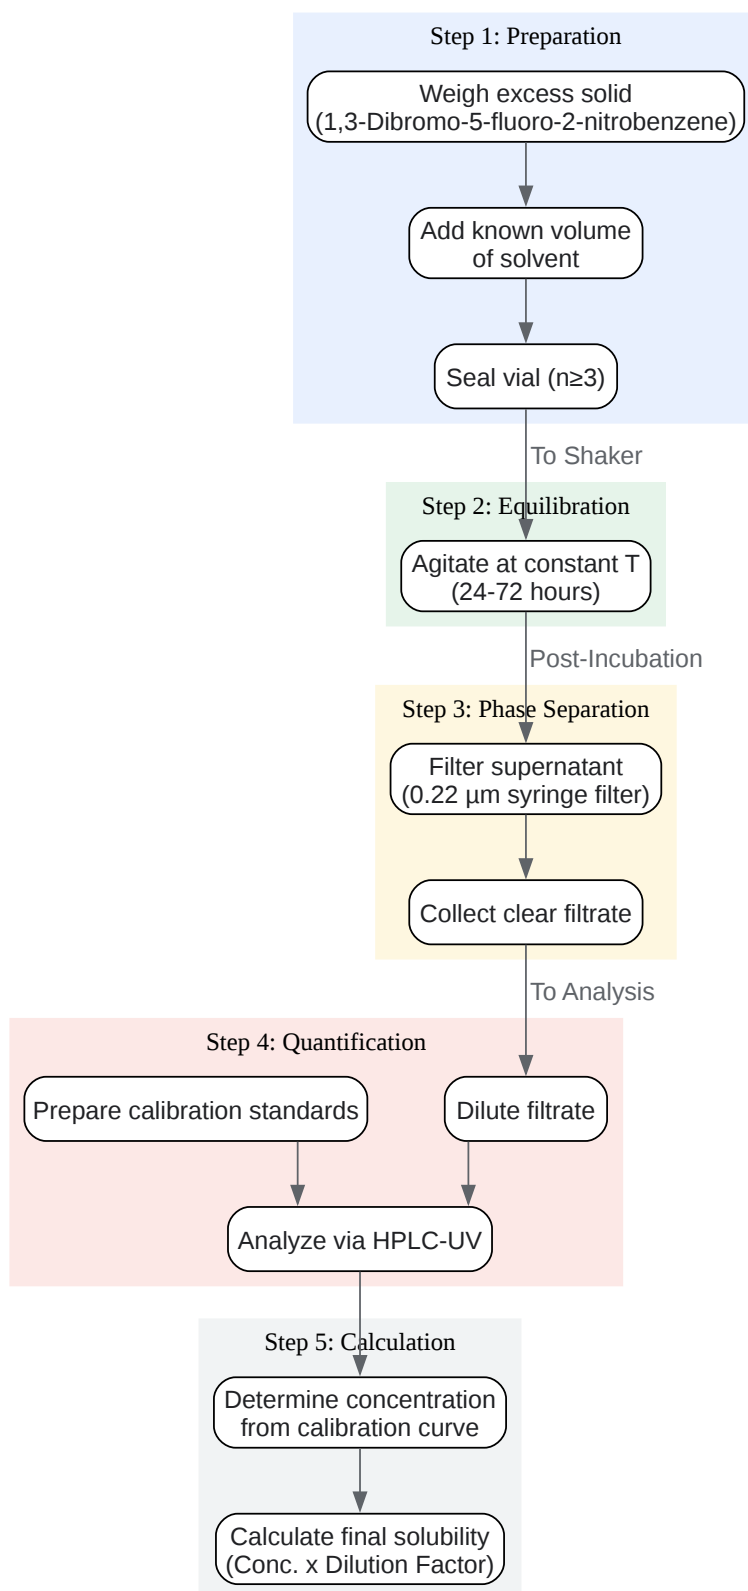 Step 1: Preparation
Weigh excess solid
(1,3-Dibromo-5-fluoro-2-nitrobenzene)
Add known volume
of solvent
Seal vial (n≥3)
To Shaker
Step 2: Equilibration
Agitate at constant T
(24-72 hours)
Post-Incubation
Step 3: Phase Separation
Filter supernatant
(0.22 µm syringe filter)
Collect clear filtrate
To Analysis
Step 4: Quantification
Prepare calibration standards
Dilute filtrate
Analyze via HPLC-UV
Step 5: Calculation
Determine concentration
from calibration curve
Calculate final solubility
(Conc. x Dilution Factor)